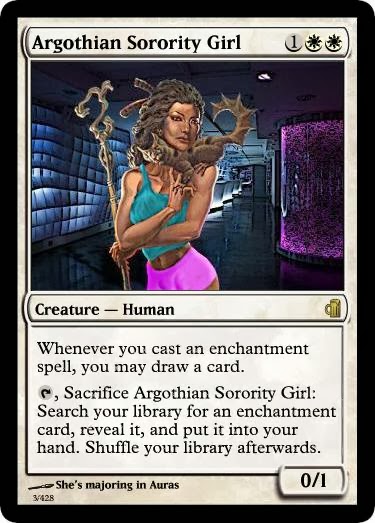 Argothian Sorority Girl 1
Creature — Human
Whenever you cast an enchantment
spell, you may draw a card.
, Sacrifice Argothian Sorority Girl:
Search your library for an enchantment
card, reveal it, and put it into your
hand. Shuffle your library afterwards.
She's majoring in Auras
0/1
3/428